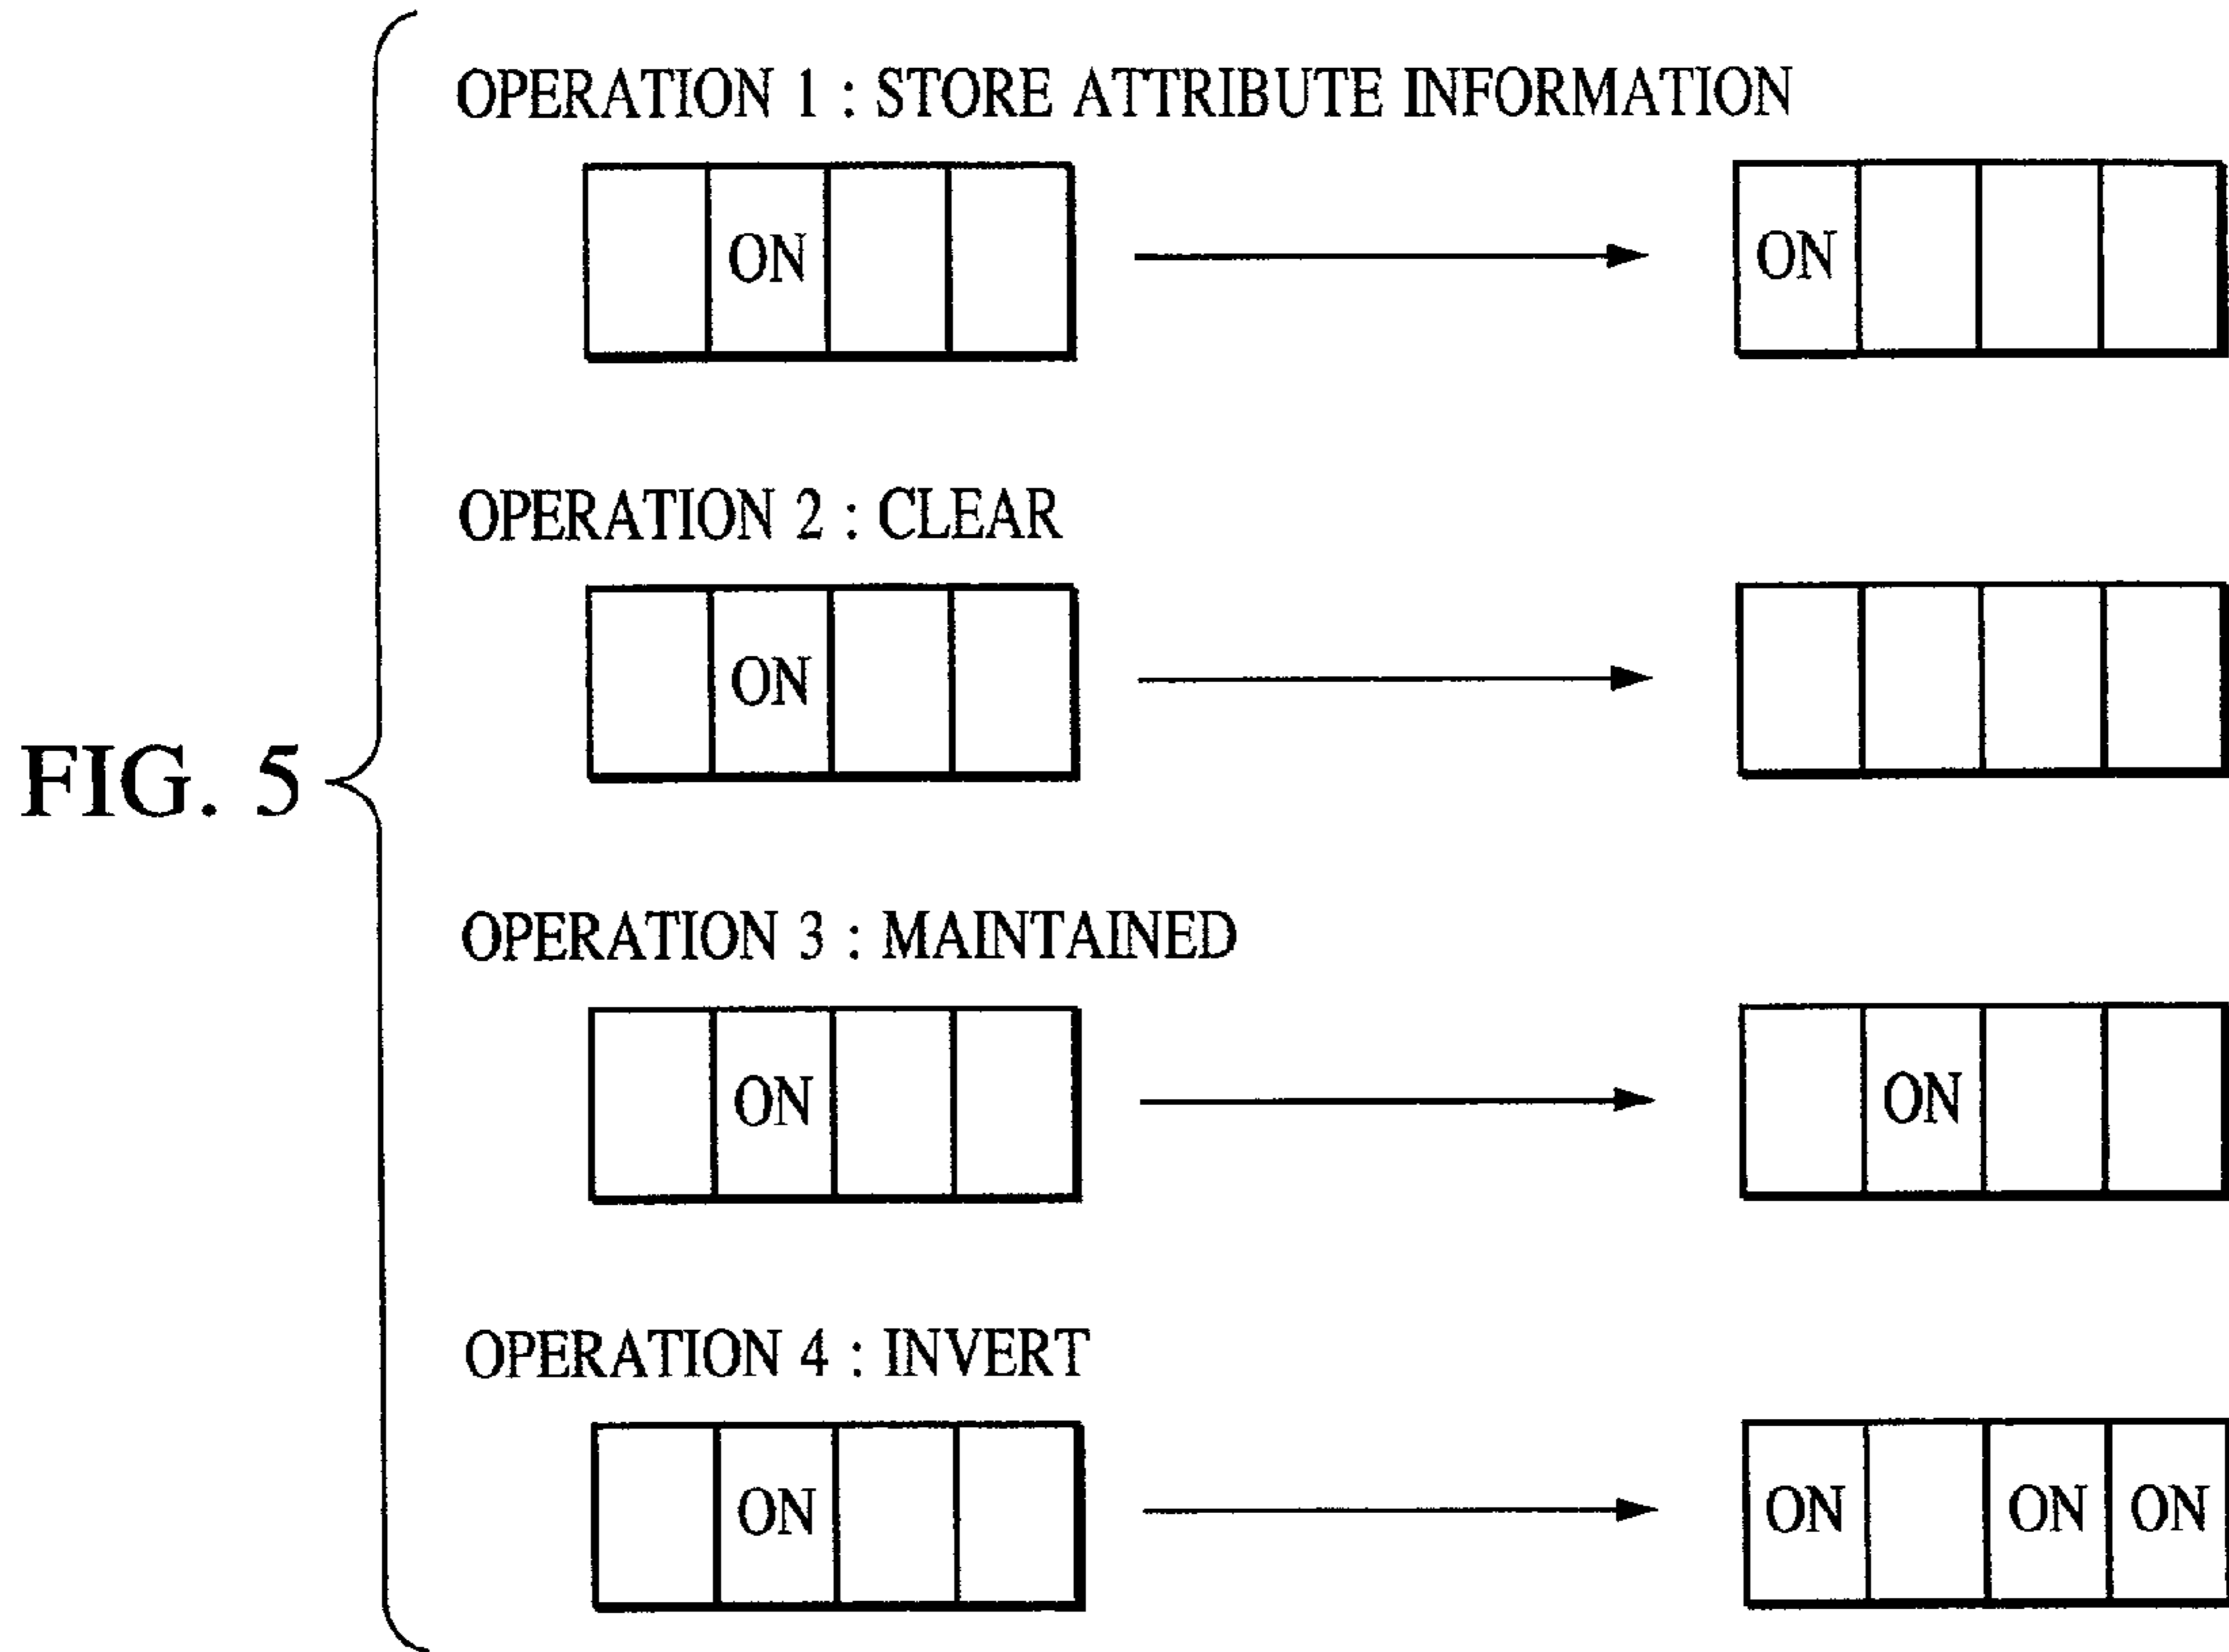 OPERATION 1 : STORE ATTRIBUTE INFORMATION
ON ON
OPERATION 2 : CLEAR
ON
FIG. 5
OPERATION 3 : MAINTAINED
ON ON
OPERATION 4 : INVERT
ON ON ON ON